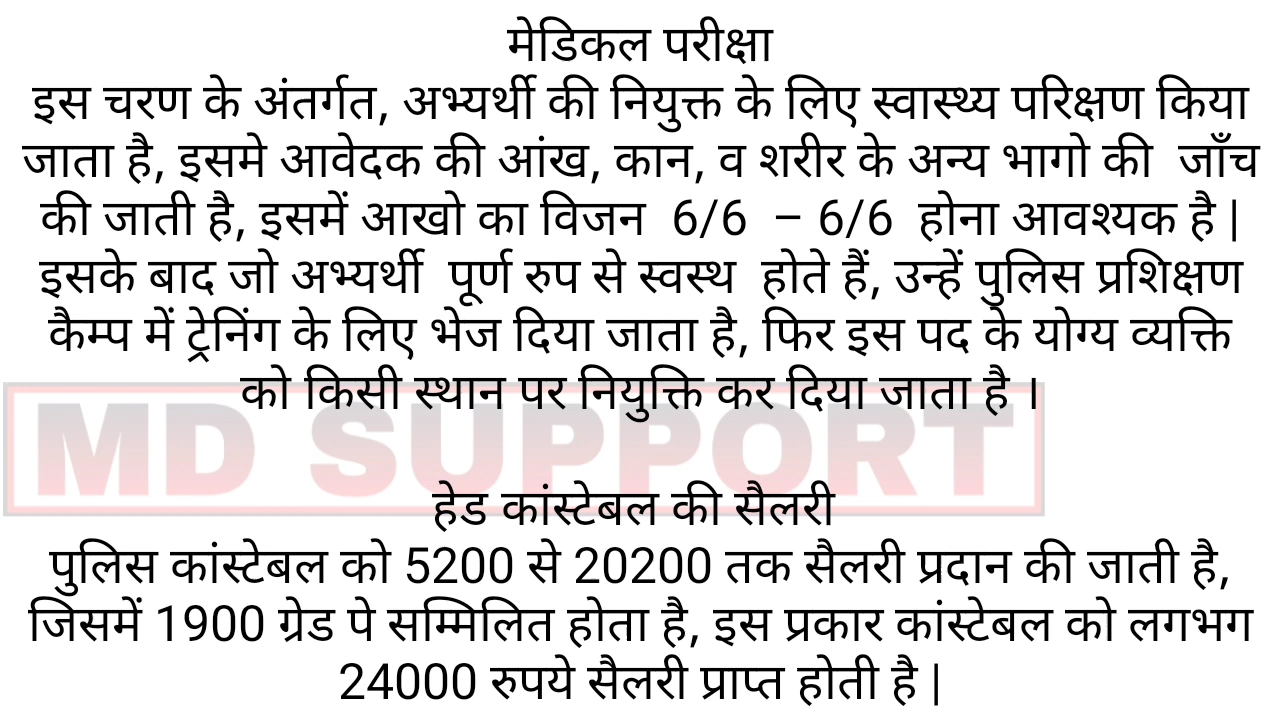 मेडिकल परीक्षा
इस चरण के अंतर्गत, अभ्यर्थी की नियुक्त के लिए स्वास्थ्य परिक्षण किया
जाता है, इसमे आवेदक की आंख, कान, व शरीर के अन्य भागो की  जाँच
की जाती है, इसमें आखो का विजन  6/6  – 6/6  होना आवश्यक है |
इसके बाद जो अभ्यर्थी  पूर्ण रुप से स्वस्थ  होते हैं, उन्हें पुलिस प्रशिक्षण
कैम्प में ट्रेनिंग के लिए भेज दिया जाता है, फिर इस पद के योग्य व्यक्ति
को किसी स्थान पर नियुक्ति कर दिया जाता है ।
MD SUPPORT
हेड कांस्टेबल की सैलरी
पुलिस कांस्टेबल को 5200 से 20200 तक सैलरी प्रदान की जाती है,
जिसमें 1900 ग्रेड पे सम्मिलित होता है, इस प्रकार कांस्टेबल को लगभग
24000 रुपये सैलरी प्राप्त होती है |